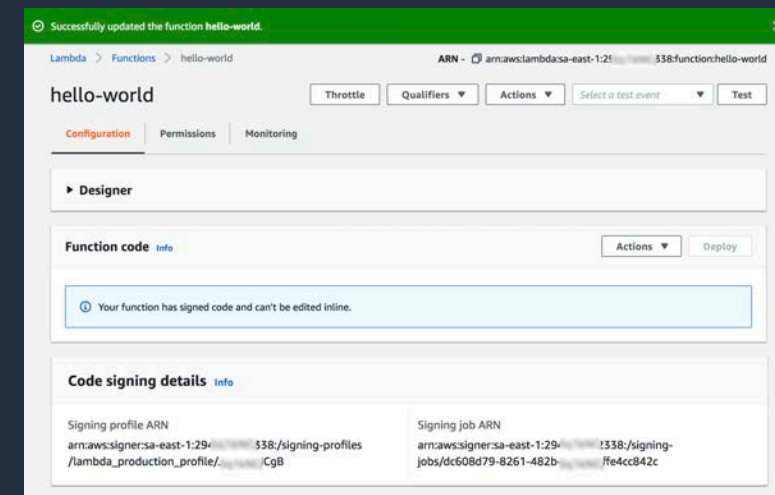 Successfully updated the function hello-world.
Lambda > Functions > hello-world
ARN - arn:aws:lambda:sa-east-1:29 338:function:hello-world
hello-world
Throttle Qualifiers ▼ Actions ▼ Select a test event ▼ Test
Configuration Permissions Monitoring
▶ Designer
Function code Info
Actions ▼ Deploy
Your function has signed code and can't be edited inline.
Code signing details Info
Signing profile ARN
arn:aws:signer:sa-east-1:294 338:/signing-profiles
/lambda_production_profile/. /CgB
Signing job ARN
arn:aws:signer:sa-east-1:294 2338:/signing-
jobs/dc608d79-8261-482b- ffe4cc842c